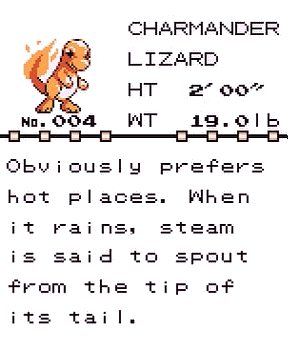 CHARMANDER
LIZARD
HT 2'00"
No.004 WT 19.0lb
Obviously prefers
hot places. When
it rains, steam
is said to spout
from the tip of
its tail.